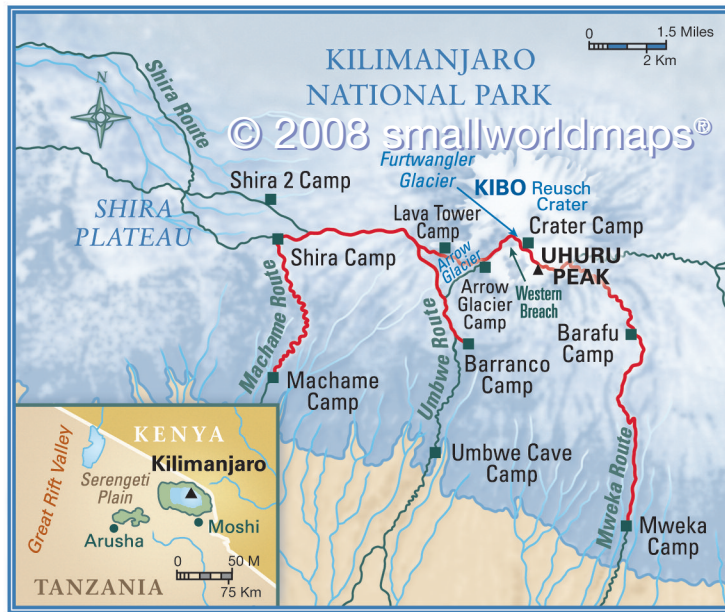 0 1.5 Miles
2 Km
KILIMANJARO
NATIONAL PARK
© 2008 smallworldmaps®
Shira Route
N
Furtwangler
Glacier
KIBO Reusch
Crater
Shira 2 Camp
SHIRA
PLATEAU
Lava Tower
Camp
Crater Camp
Shira Camp
Arrow
Glacier
UHURU
PEAK
Arrow
Glacier
Camp
Western
Breach
Machame Route
Umbwe Route
Barafu
Camp
Barranco
Camp
Machame
Camp
Umbwe Cave
Camp
Mweka Route
Mweka
Camp
KENYA
Kilimanjaro
Great Rift Valley
Serengeti
Plain
Moshi
Arusha
0 50 M
75 Km
TANZANIA